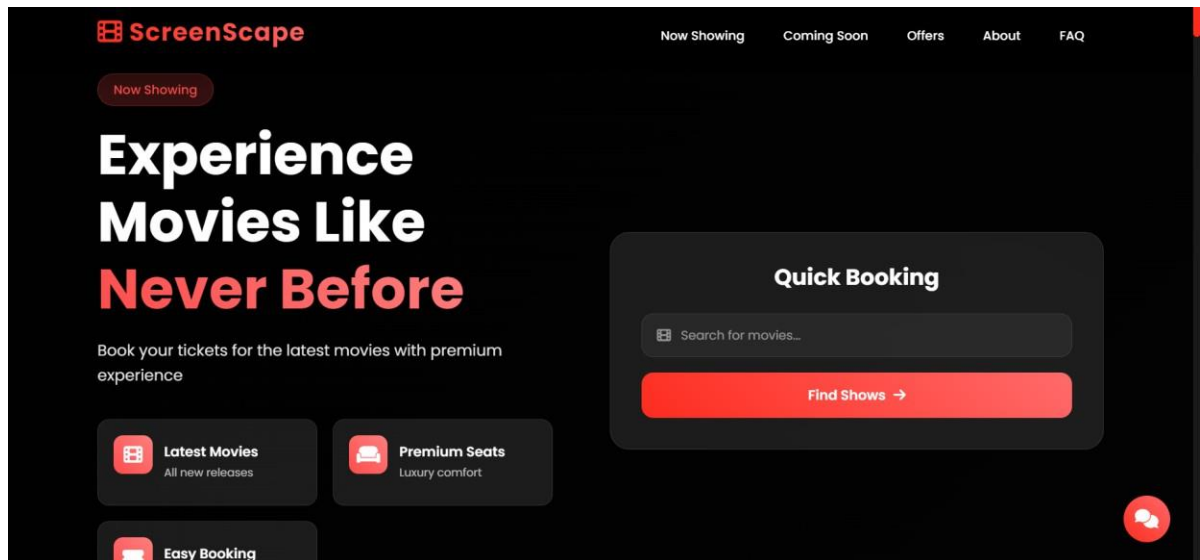 ScreenScape
Now Showing
Coming Soon
Offers
About
FAQ
Now Showing
Experience
Movies Like
Never Before
Book your tickets for the latest movies with premium
experience
Quick Booking
Search for movies...
Find Shows
Latest Movies
All new releases
Premium Seats
Luxury comfort
Easy Booking